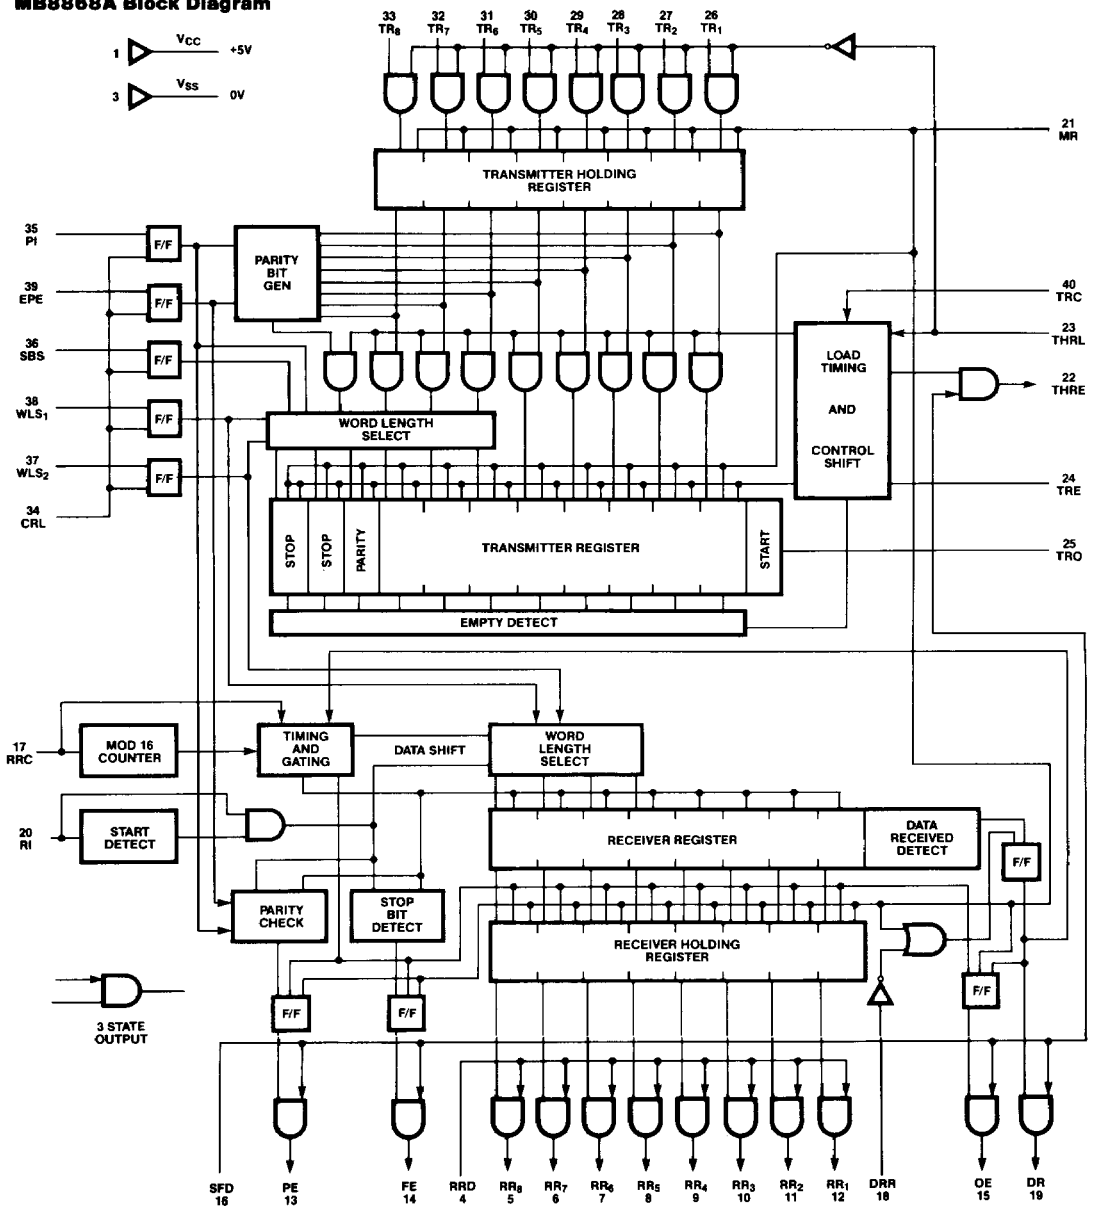 MB8868A Block Diagram
1 VCC +5V
3 VSS 0V
33 32 31 30 29 28 27 26
TR8 TR7 TR6 TR5 TR4 TR3 TR2 TR1
21
MR
TRANSMITTER HOLDING
REGISTER
35
PI
F/F
PARITY
BIT
GEN
39
EPE
F/F
40
TRC
36
SBS
F/F
23
THRL
LOAD
TIMING
AND
CONTROL
SHIFT
22
THRE
38
WLS1
F/F
WORD LENGTH
SELECT
37
WLS2
F/F
24
TRE
34
CRL
STOP
STOP
PARITY
TRANSMITTER REGISTER
START
25
TRO
EMPTY DETECT
17
RRC
MOD 16
COUNTER
TIMING
AND
GATING
DATA SHIFT
WORD
LENGTH
SELECT
20
RI
START
DETECT
RECEIVER REGISTER
DATA
RECEIVED
DETECT
F/F
PARITY
CHECK
STOP
BIT
DETECT
RECEIVER HOLDING
REGISTER
3 STATE
OUTPUT
F/F
F/F
F/F
SFD
16
PE
13
FE
14
RRD
4
RR8
5
RR7
6
RR6
7
RR5
8
RR4
9
RR3
10
RR2
11
RR1
12
DRR
18
OE
15
DR
19